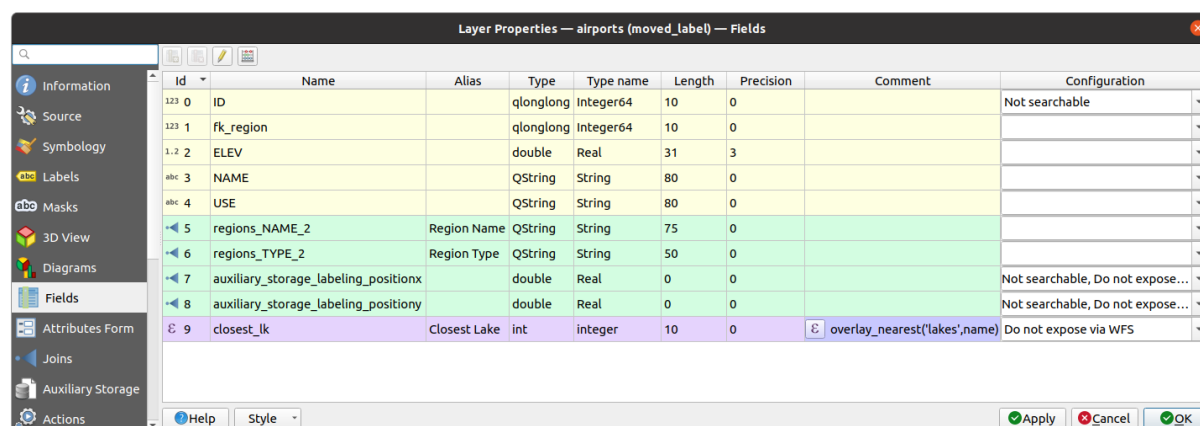 Layer Properties — airports (moved_label) — Fields
Information
Source
Symbology
abc Labels
abc Masks
3D View
Diagrams
Fields
Attributes Form
Joins
Auxiliary Storage
Actions
Id Name Alias Type Type name Length Precision Comment Configuration
123 0 ID qlonglong Integer64 10 0 Not searchable
123 1 fk_region qlonglong Integer64 10 0
1.2 2 ELEV double Real 31 3
abc 3 NAME QString String 80 0
abc 4 USE QString String 80 0
5 regions_NAME_2 Region Name QString String 75 0
6 regions_TYPE_2 Region Type QString String 50 0
7 auxiliary_storage_labeling_positionx double Real 0 0 Not searchable, Do not expose...
8 auxiliary_storage_labeling_positiony double Real 0 0 Not searchable, Do not expose...
ε 9 closest_lk Closest Lake int integer 10 0 ε overlay_nearest('lakes',name) Do not expose via WFS
Help Style Apply Cancel OK